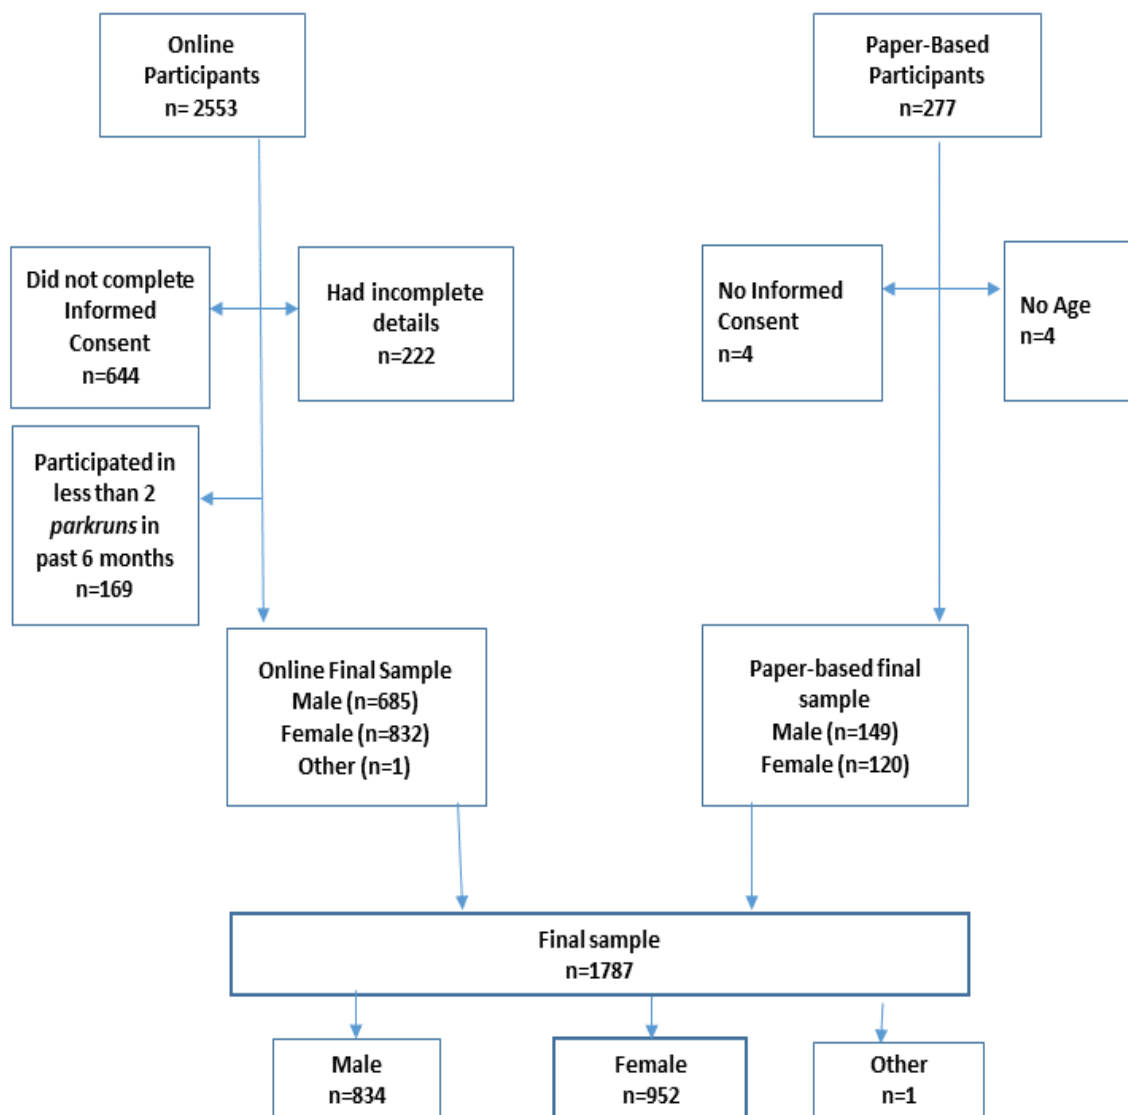 Online
Participants
n= 2553
Paper-Based
Participants
n=277
Did not complete
Informed
Consent
n=644
Had incomplete
details
n=222
No Informed
Consent
n=4
No Age
n=4
Participated in
less than 2
parkruns in
past 6 months
n=169
Online Final Sample
Male (n=685)
Female (n=832)
Other (n=1)
Paper-based final
sample
Male (n=149)
Female (n=120)
Final sample
n=1787
Male
n=834
Female
n=952
Other
n=1